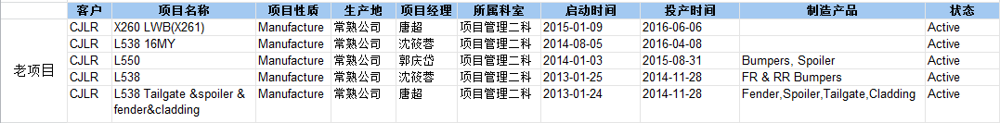 客户 项目名称 项目性质 生产地 项目经理 所属科室 启动时间 投产时间 制造产品 状态
CJLR X260 LWB(X261) Manufacture 常熟公司 唐超 项目管理二科 2015-01-09 2016-06-06 Active
CJLR L538 16MY Manufacture 常熟公司 沈筱蓉 项目管理二科 2014-08-05 2016-04-08 Active
老项目 CJLR L550 Manufacture 常熟公司 郭庆岱 项目管理二科 2014-01-03 2015-08-31 Bumpers, Spoiler Active
CJLR L538 Manufacture 常熟公司 沈筱蓉 项目管理二科 2013-01-25 2014-11-28 FR & RR Bumpers Active
CJLR L538 Tailgate &spoiler & Manufacture 常熟公司 唐超 项目管理二科 2013-01-24 2014-11-28 Fender,Spoiler,Tailgate,Cladding Active
fender&cladding